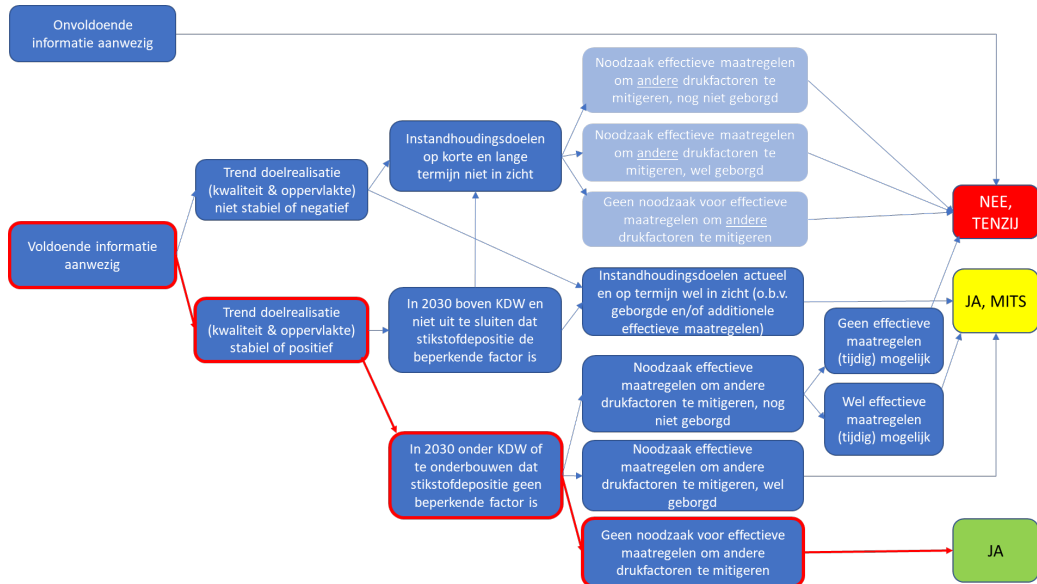 Onvoldoende
informatie aanwezig
Voldoende informatie
aanwezig
Trend doelrealisatie
(kwaliteit & oppervlakte)
niet stabiel of negatief
Trend doelrealisatie
(kwaliteit & oppervlakte)
stabiel of positief
Instandhoudingsdoelen
op korte en lange
termijn niet in zicht
In 2030 boven KDW en
niet uit te sluiten dat
stikstofdepositie de
beperkende factor is
In 2030 onder KDW of
te onderbouwen dat
stikstofdepositie geen
beperkende factor is
Noodzaak effectieve maatregelen
om andere drukfactoren te
mitigeren, nog niet geborgd
Noodzaak effectieve maatregelen
om andere drukfactoren te
mitigeren, wel geborgd
Geen noodzaak voor effectieve
maatregelen om andere
drukfactoren te mitigeren
Instandhoudingsdoelen actueel
en op termijn wel in zicht (o.b.v.
geborgde en/of additionele
effectieve maatregelen)
Noodzaak effectieve
maatregelen om andere
drukfactoren te mitigeren, nog
niet geborgd
Noodzaak effectieve
maatregelen om andere
drukfactoren te mitigeren, wel
geborgd
Geen noodzaak voor effectieve
maatregelen om andere
drukfactoren te mitigeren
Geen effectieve
maatregelen
(tijdig) mogelijk
Wel effectieve
maatregelen
(tijdig) mogelijk
NEE,
TENZIJ
JA, MITS
JA